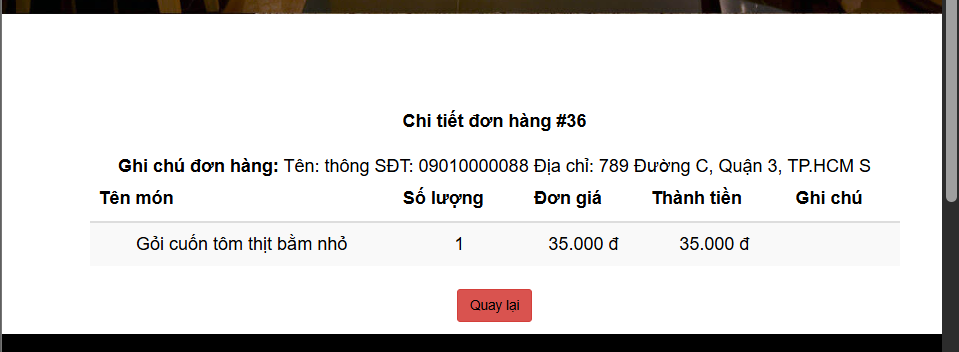 Chi tiết đơn hàng #36
Ghi chú đơn hàng: Tên: thông SĐT: 09010000088 Địa chỉ: 789 Đường C, Quận 3, TP.HCM S
Tên món Số lượng Đơn giá Thành tiền Ghi chú
Gỏi cuốn tôm thịt bằm nhỏ 1 35.000 đ 35.000 đ
Quay lại